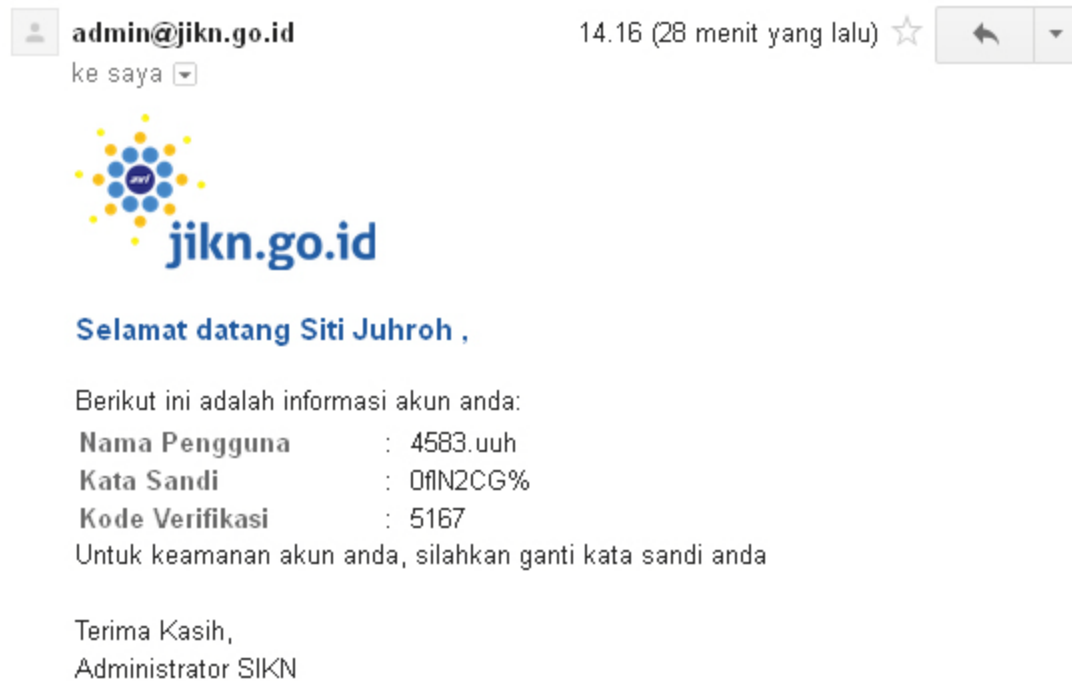 admin@jikn.go.id
14.16 (28 menit yang lalu)
ke saya
anri
jikn.go.id
Selamat datang Siti Juhroh ,
Berikut ini adalah informasi akun anda:
Nama Pengguna : 4583.uuh
Kata Sandi : 0flN2CG%
Kode Verifikasi : 5167
Untuk keamanan akun anda, silahkan ganti kata sandi anda
Terima Kasih,
Administrator SIKN